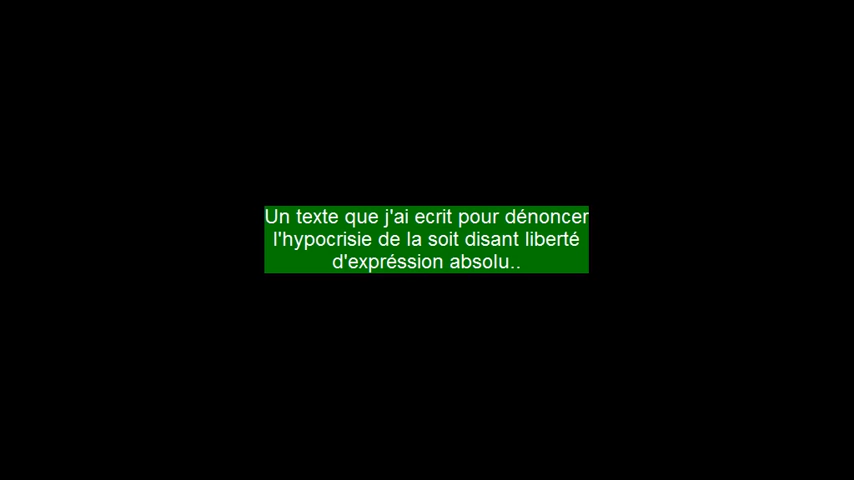 Un texte que j'ai ecrit pour dénoncer
l'hypocrisie de la soit disant liberté
d'expréssion absolu..